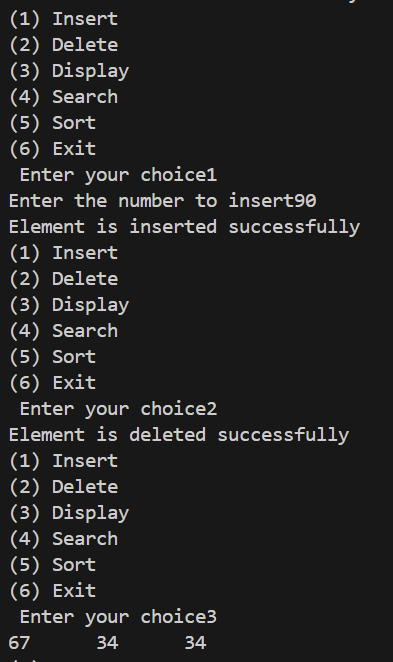 (1) Insert
(2) Delete
(3) Display
(4) Search
(5) Sort
(6) Exit
 Enter your choice1
Enter the number to insert90
Element is inserted successfully
(1) Insert
(2) Delete
(3) Display
(4) Search
(5) Sort
(6) Exit
 Enter your choice2
Element is deleted successfully
(1) Insert
(2) Delete
(3) Display
(4) Search
(5) Sort
(6) Exit
 Enter your choice3
67      34      34